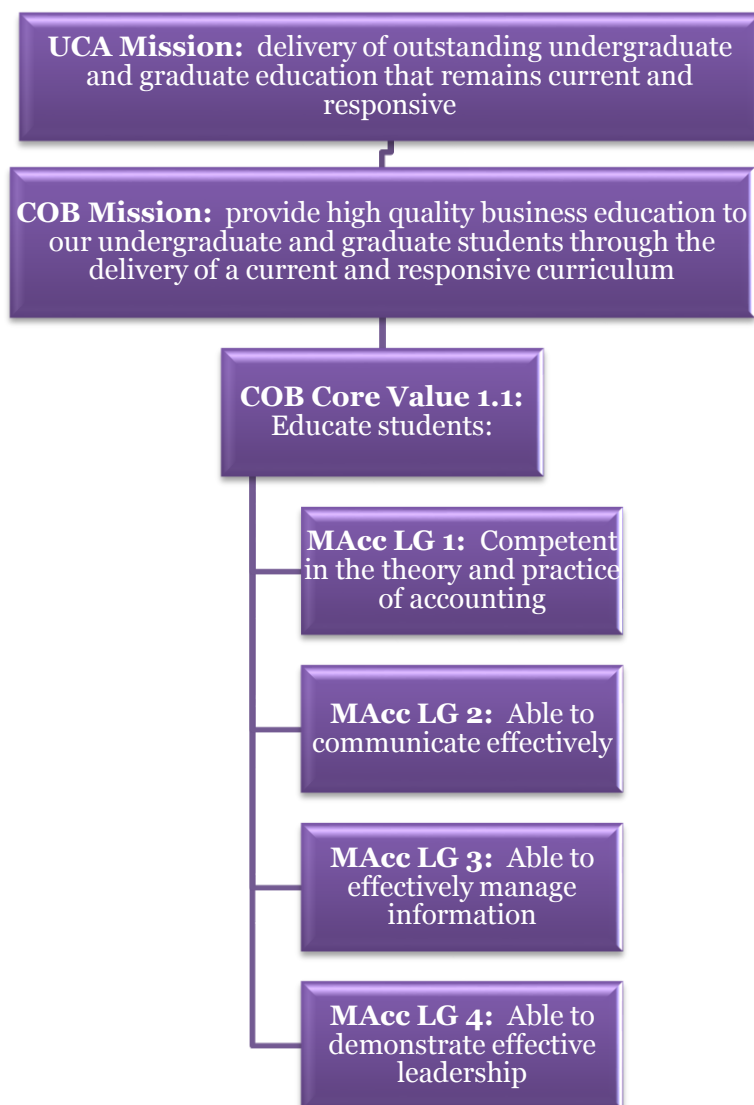 UCA Mission: delivery of outstanding undergraduate
and graduate education that remains current and
responsive
COB Mission: provide high quality business education to
our undergraduate and graduate students through the
delivery of a current and responsive curriculum
COB Core Value 1.1:
Educate students:
MAcc LG 1: Competent
in the theory and practice
of accounting
MAcc LG 2: Able to
communicate effectively
MAcc LG 3: Able to
effectively manage
information
MAcc LG 4: Able to
demonstrate effective
leadership